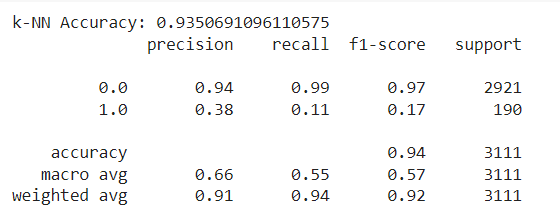 k-NN Accuracy: 0.9350691096110575
precision recall f1-score support
0.0 0.94 0.99 0.97 2921
1.0 0.38 0.11 0.17 190
accuracy 0.94 3111
macro avg 0.66 0.55 0.57 3111
weighted avg 0.91 0.94 0.92 3111